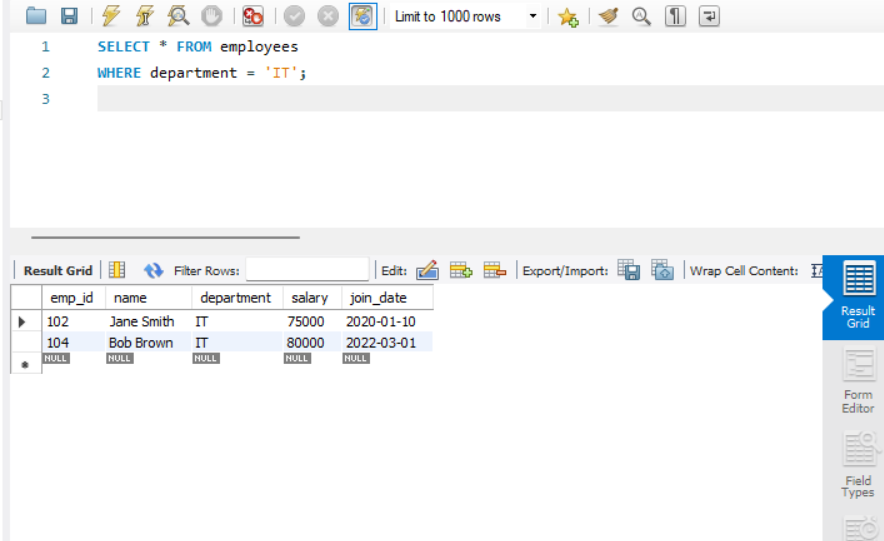 Limit to 1000 rows
1 SELECT * FROM employees
2 WHERE department = 'IT';
3
Result Grid Filter Rows: Edit: Export/Import: Wrap Cell Content:
emp_id name department salary join_date
102 Jane Smith IT 75000 2020-01-10
104 Bob Brown IT 80000 2022-03-01
NULL NULL NULL NULL NULL
Result
Grid
Form
Editor
Field
Types